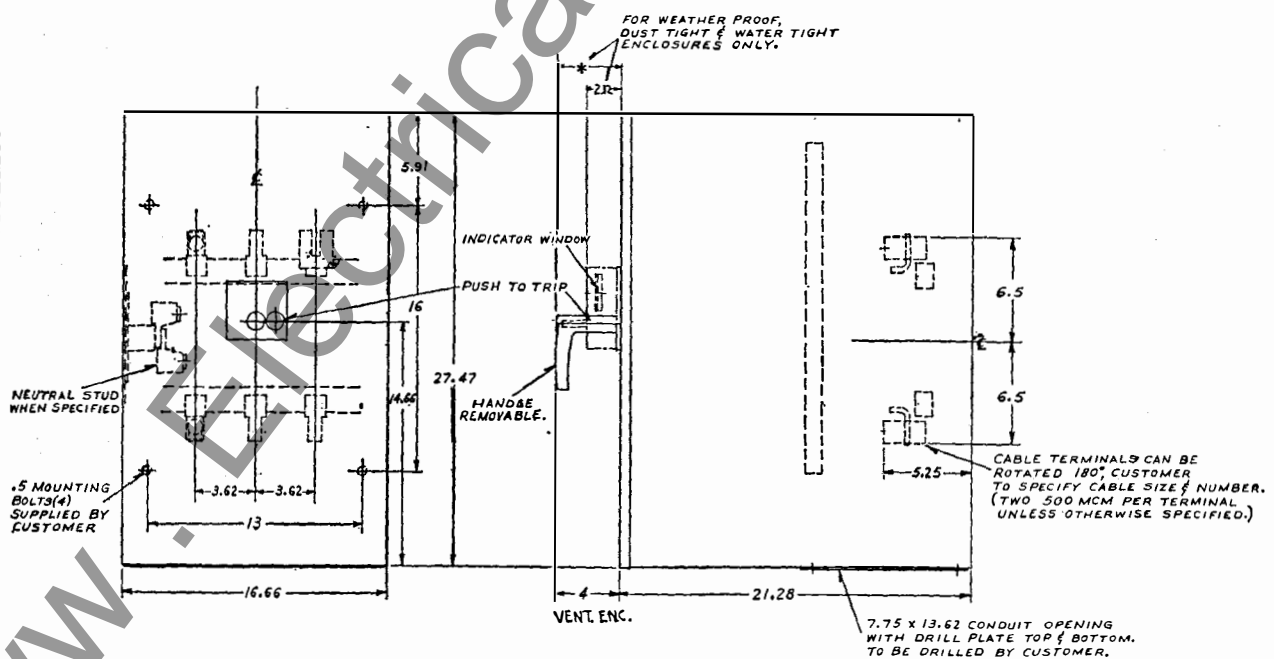 FOR WEATHER PROOF,
DUST TIGHT & WATER TIGHT
ENCLOSURES ONLY.
*
5.91
INDICATOR WINDOW
PUSH TO TRIP
16
6.5
27.47
14.66
NEUTRAL STUD
WHEN SPECIFIED
HANDGE
REMOVABLE.
6.5
5.25
CABLE TERMINALS CAN BE
ROTATED 180°, CUSTOMER
TO SPECIFY CABLE SIZE & NUMBER.
(TWO 500 MCM PER TERMINAL
UNLESS OTHERWISE SPECIFIED.)
.5 MOUNTING
BOLTS(4)
SUPPLIED BY
CUSTOMER
3.62 3.62
13
16.66
4
21.28
VENT. ENC.
7.75 x 13.62 CONDUIT OPENING
WITH DRILL PLATE TOP & BOTTOM.
TO BE DRILLED BY CUSTOMER.
www.Electrica